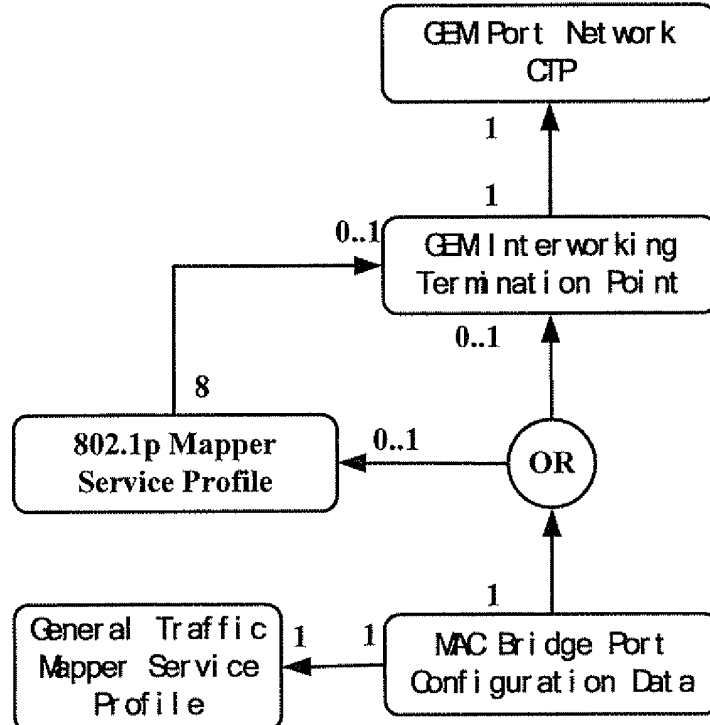 GEM Port Network
CTP
1
1
0..1
GEM Interworking
Termination Point
0..1
8
802.1p Mapper
Service Profile
0..1
OR
1
General Traffic
Mapper Service
Profile
1
1
MAC Bridge Port
Configuration Data